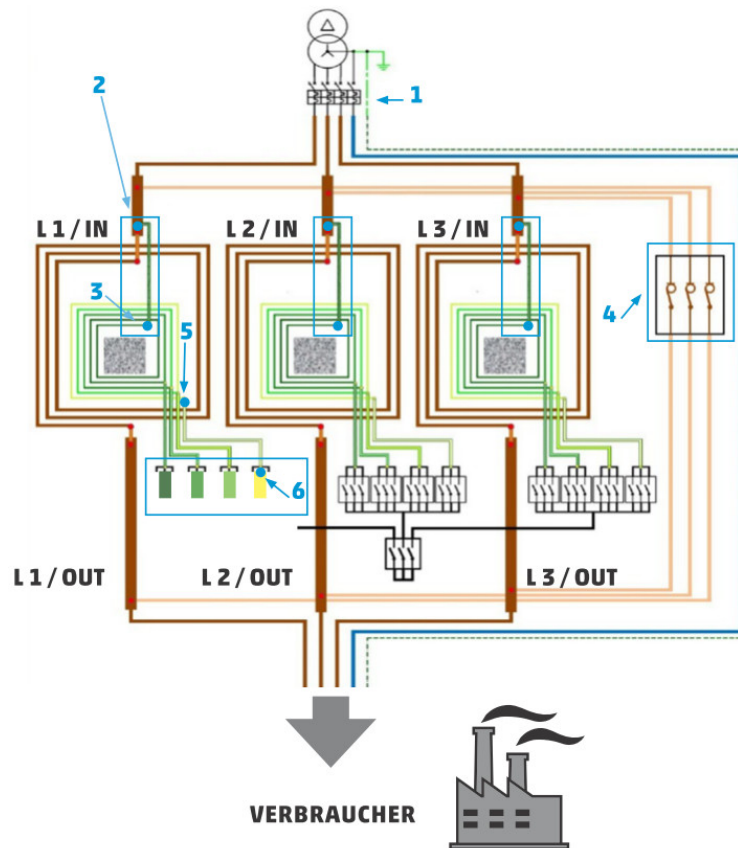 1
2
L 1 / IN
L 2 / IN
L 3 / IN
3
4
5
6
L 1 / OUT
L 2 / OUT
L 3 / OUT
VERBRAUCHER